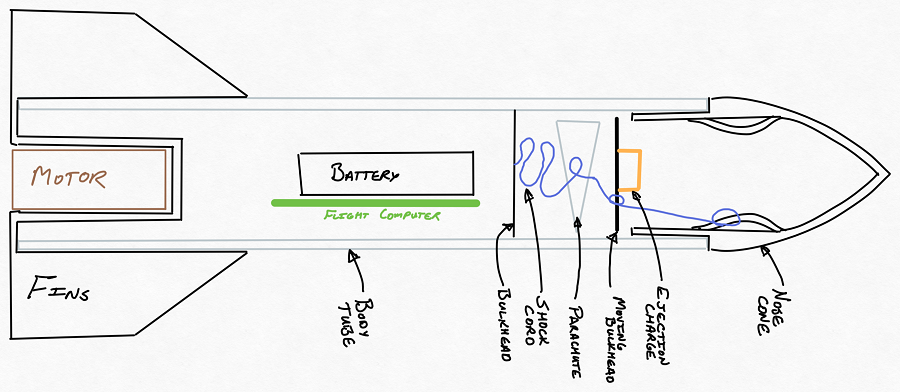 MOTOR
BATTERY
FLIGHT COMPUTER
FINS
BODY
TUBE
BULKHEAD
SHOCK
CORD
PARACHUTE
MOVING
BULKHEAD
EJECTION
CHARGE
NOSE
CONE